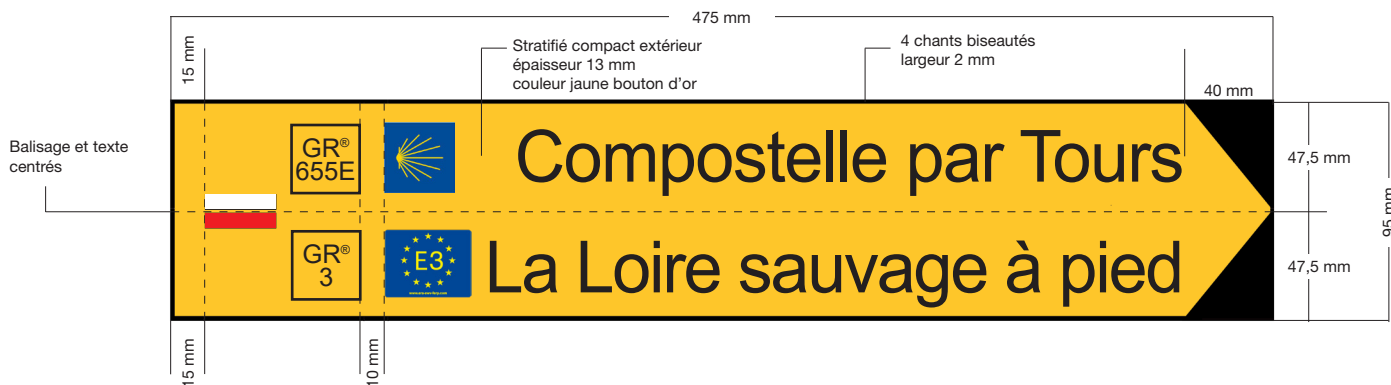 475 mm
15 mm
Stratifié compact extérieur
épaisseur 13 mm
couleur jaune bouton d'or
4 chants biseautés
largeur 2 mm
40 mm
Balisage et texte
centrés
GR®
655E
Compostelle par Tours
47,5 mm
95 mm
GR®
3
E3
La Loire sauvage à pied
47,5 mm
15 mm
10 mm